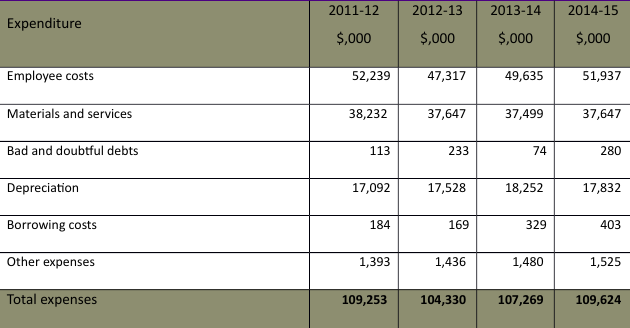 Expenditure 2011-12 2012-13 2013-14 2014-15
$,000 $,000 $,000 $,000
Employee costs 52,239 47,317 49,635 51,937
Materials and services 38,232 37,647 37,499 37,647
Bad and doubtful debts 113 233 74 280
Depreciation 17,092 17,528 18,252 17,832
Borrowing costs 184 169 329 403
Other expenses 1,393 1,436 1,480 1,525
Total expenses 109,253 104,330 107,269 109,624